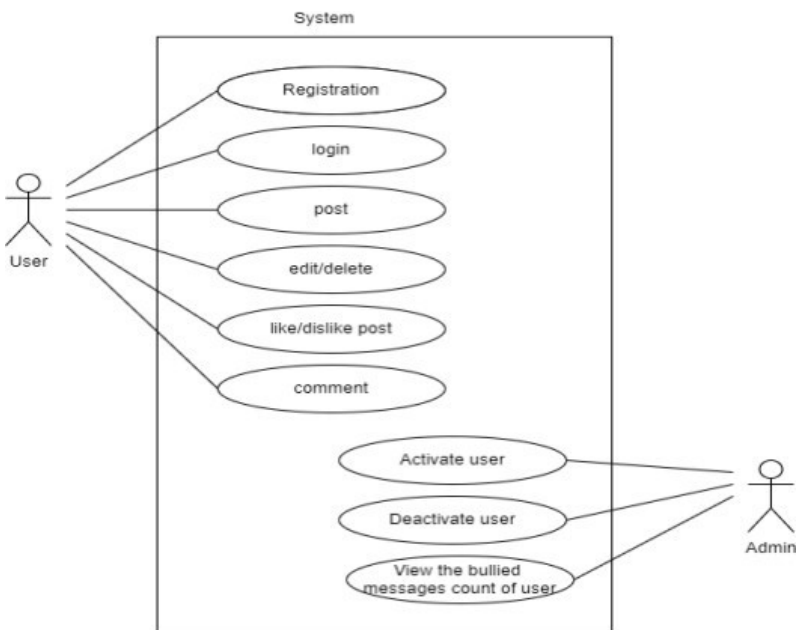 System
Registration
login
post
User
edit/delete
like/dislike post
comment
Activate user
Deactivate user
Admin
View the bullied
messages count of user